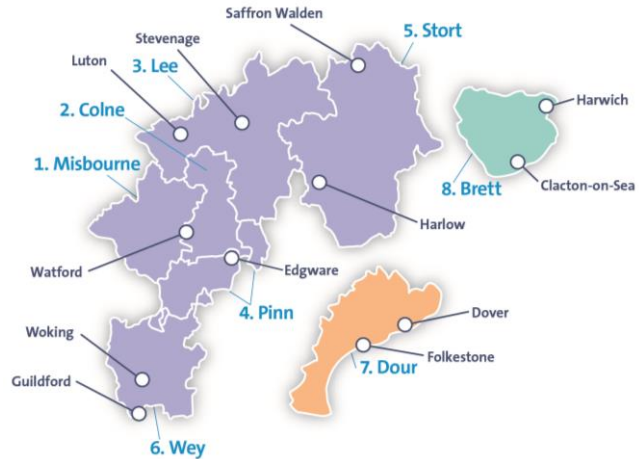 Saffron Walden
Stevenage
5. Stort
3. Lee
Luton
2. Colne
Harwich
1. Misbourne
8. Brett
Clacton-on-Sea
Harlow
Watford
Edgware
4. Pinn
Dover
Woking
Folkestone
7. Dour
Guildford
6. Wey